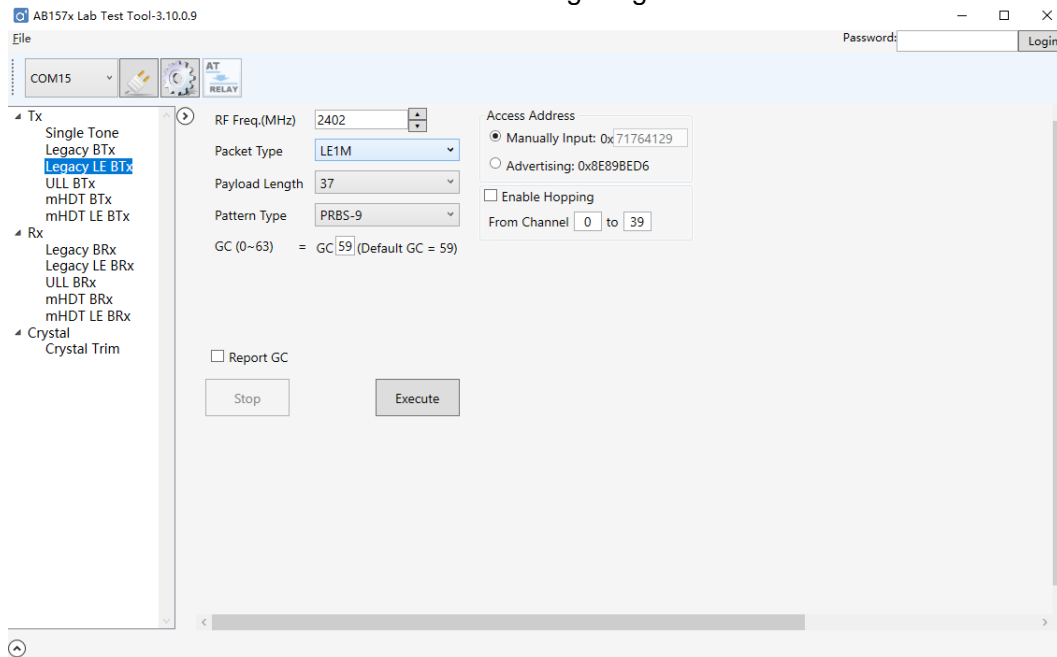 AB157x Lab Test Tool-3.10.0.9
File
Password:
Login
COM15
AT
RELAY
Tx
Single Tone
Legacy BTx
Legacy LE BTx
ULL BTx
mHDT BTx
mHDT LE BTx
Rx
Legacy BRx
Legacy LE BRx
ULL BRx
mHDT BRx
mHDT LE BRx
Crystal
Crystal Trim
RF Freq.(MHz) 2402
Packet Type LE1M
Payload Length 37
Pattern Type PRBS-9
GC (0~63) = GC 59 (Default GC = 59)
Report GC
Stop Execute
Access Address
Manually Input: 0x 71764129
Advertising: 0x8E89BED6
Enable Hopping
From Channel 0 to 39